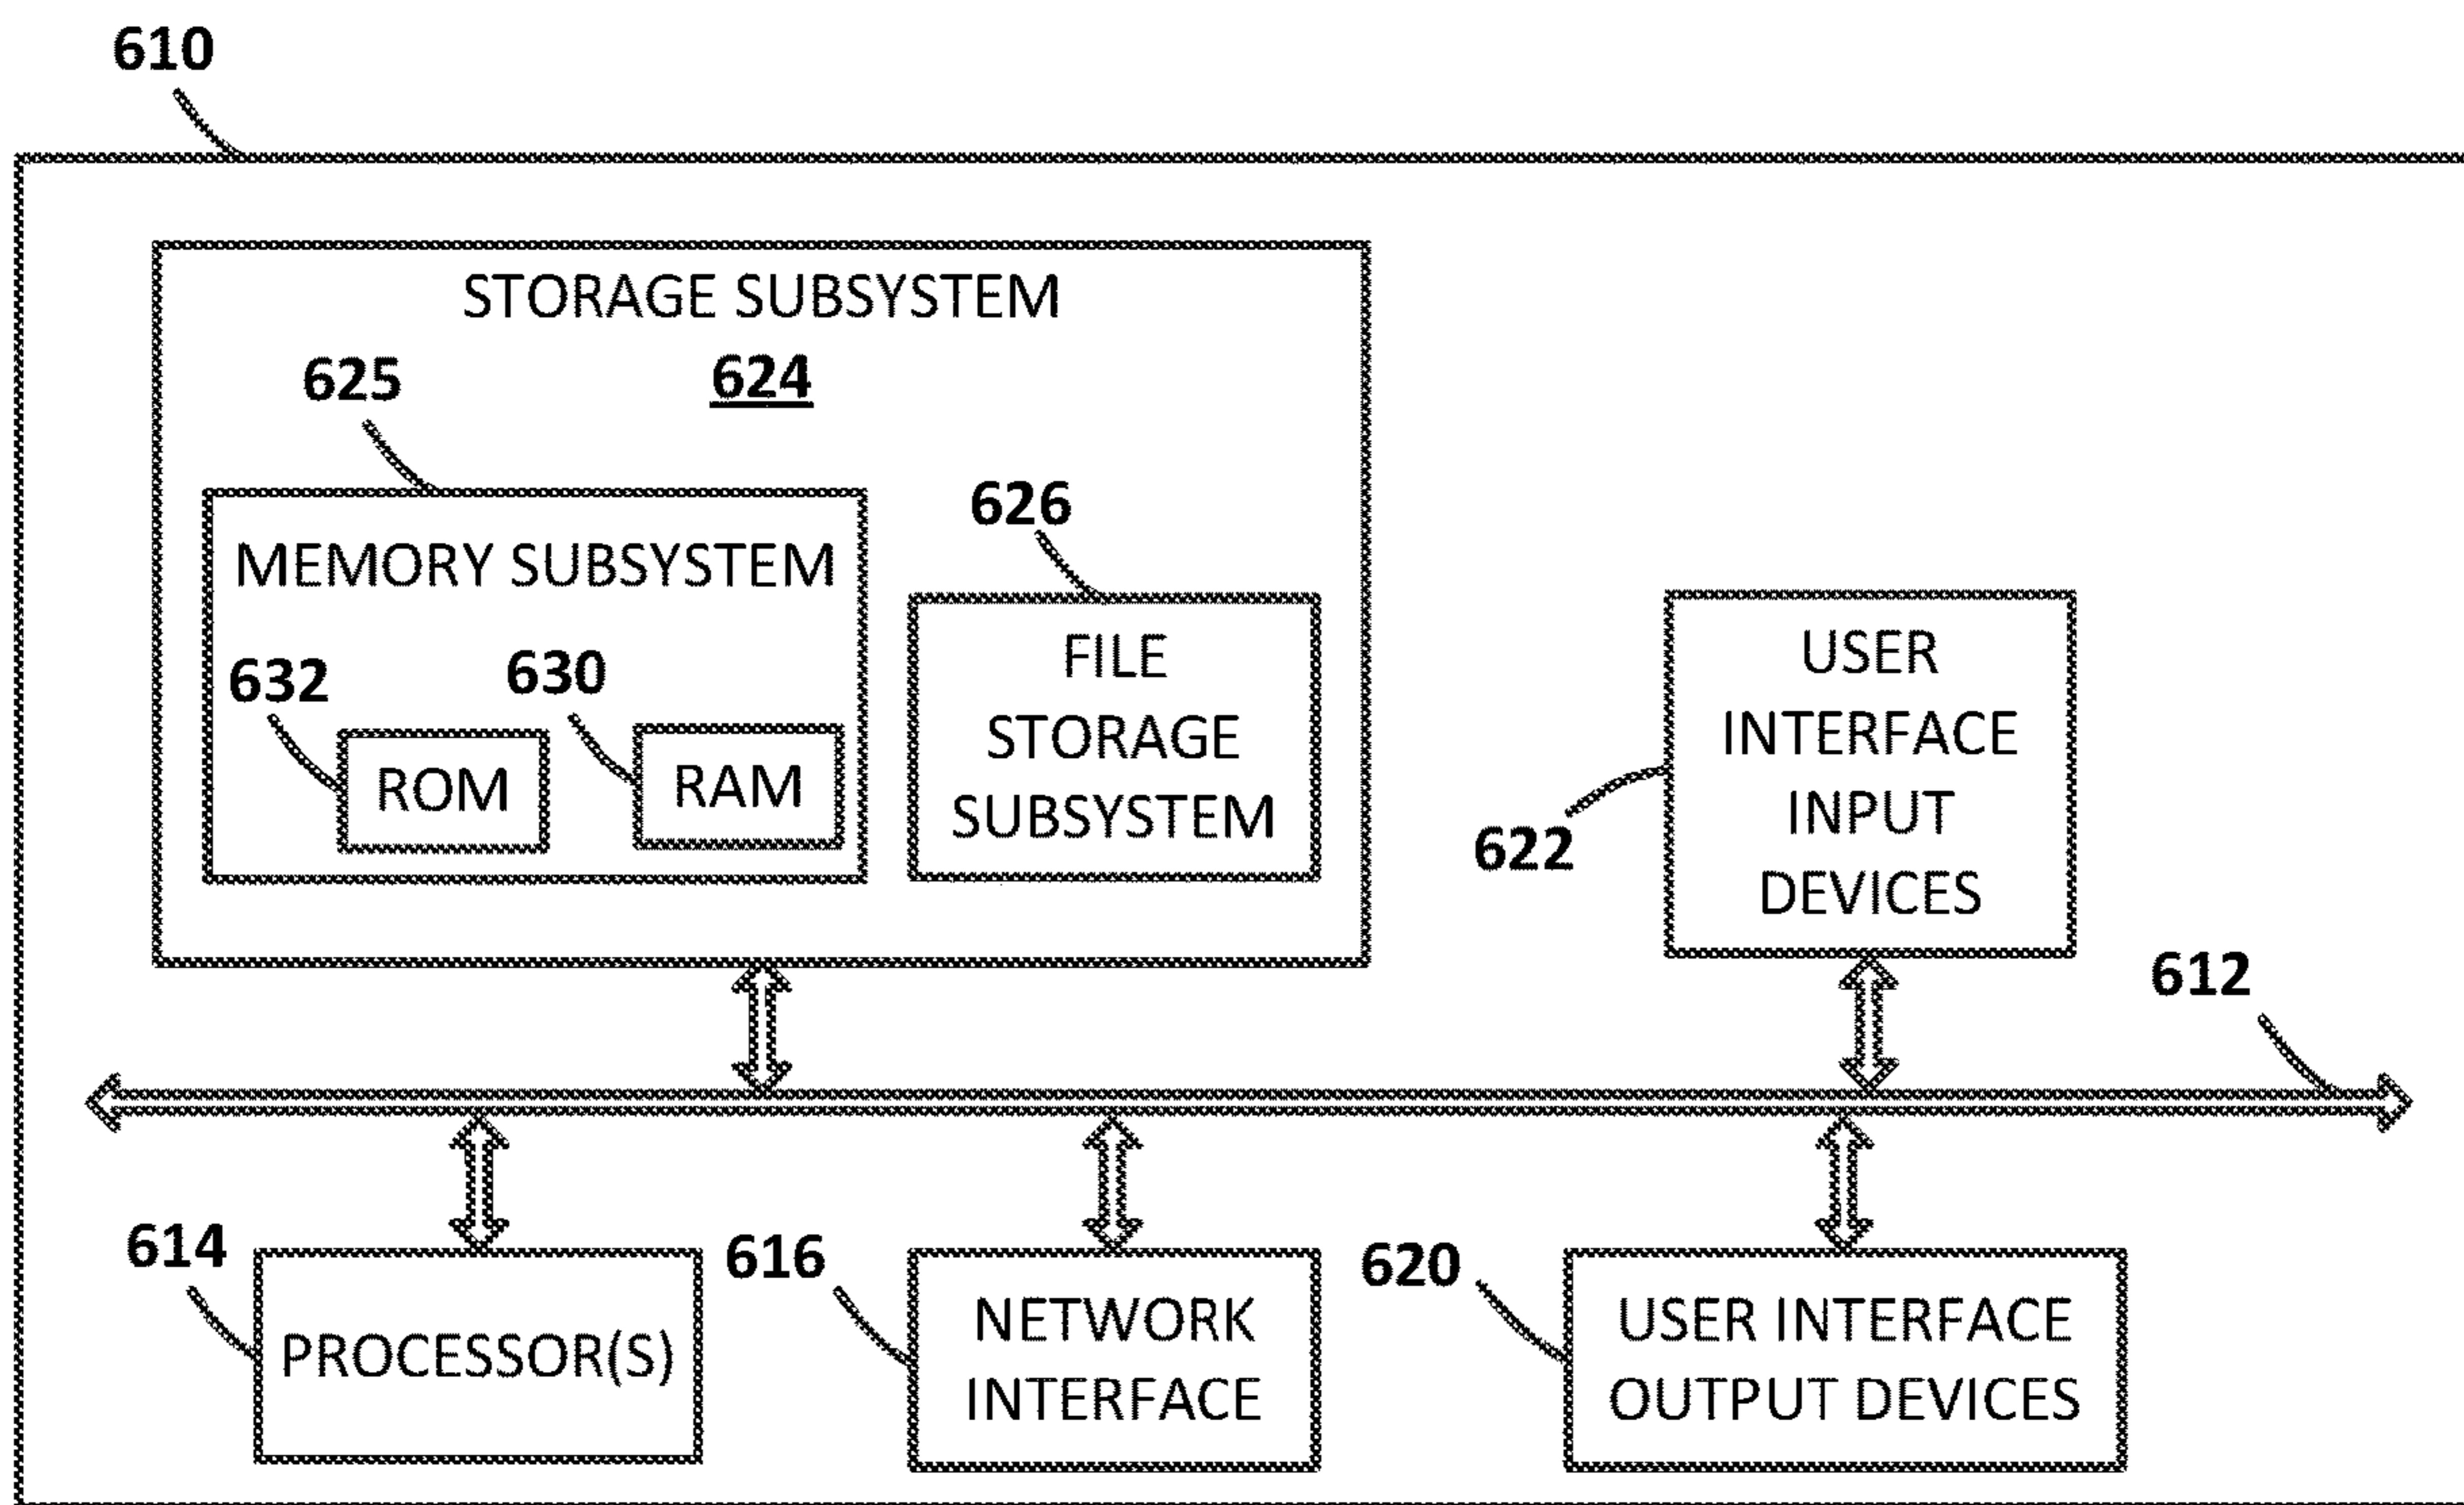 610
STORAGE SUBSYSTEM
624
625
MEMORY SUBSYSTEM
632
630
ROM
RAM
626
FILE
STORAGE
SUBSYSTEM
USER
INTERFACE
INPUT
DEVICES
622
612
614
PROCESSOR(S)
616
NETWORK
INTERFACE
620
USER INTERFACE
OUTPUT DEVICES